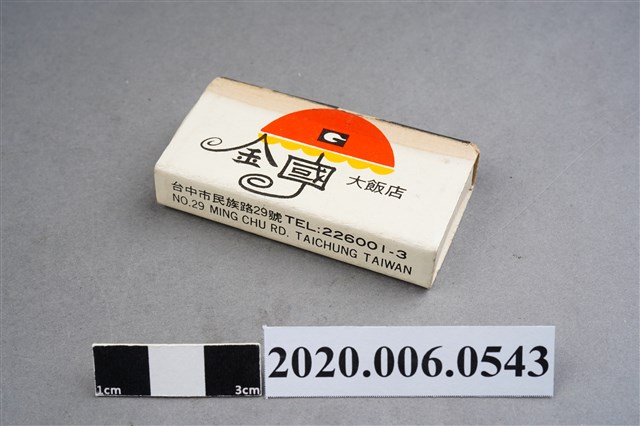 G
金國 大飯店
台中市民族路29號 TEL:226001-3
NO.29 MING CHU RD. TAICHUNG TAIWAN
1cm 3cm
2020.006.0543